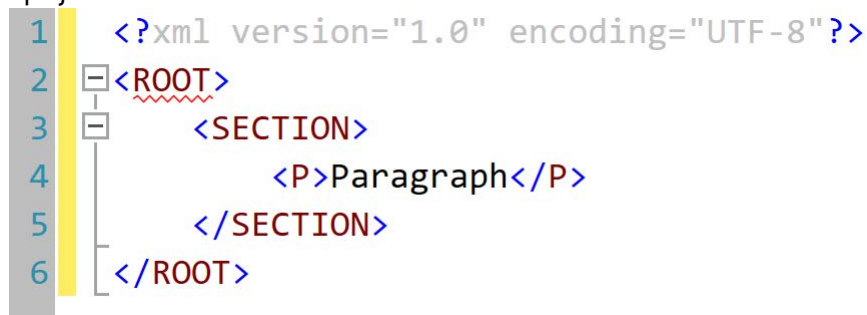 1 <?xml version="1.0" encoding="UTF-8"?>
2 <ROOT>
3 <SECTION>
4 <P>Paragraph</P>
5 </SECTION>
6 </ROOT>